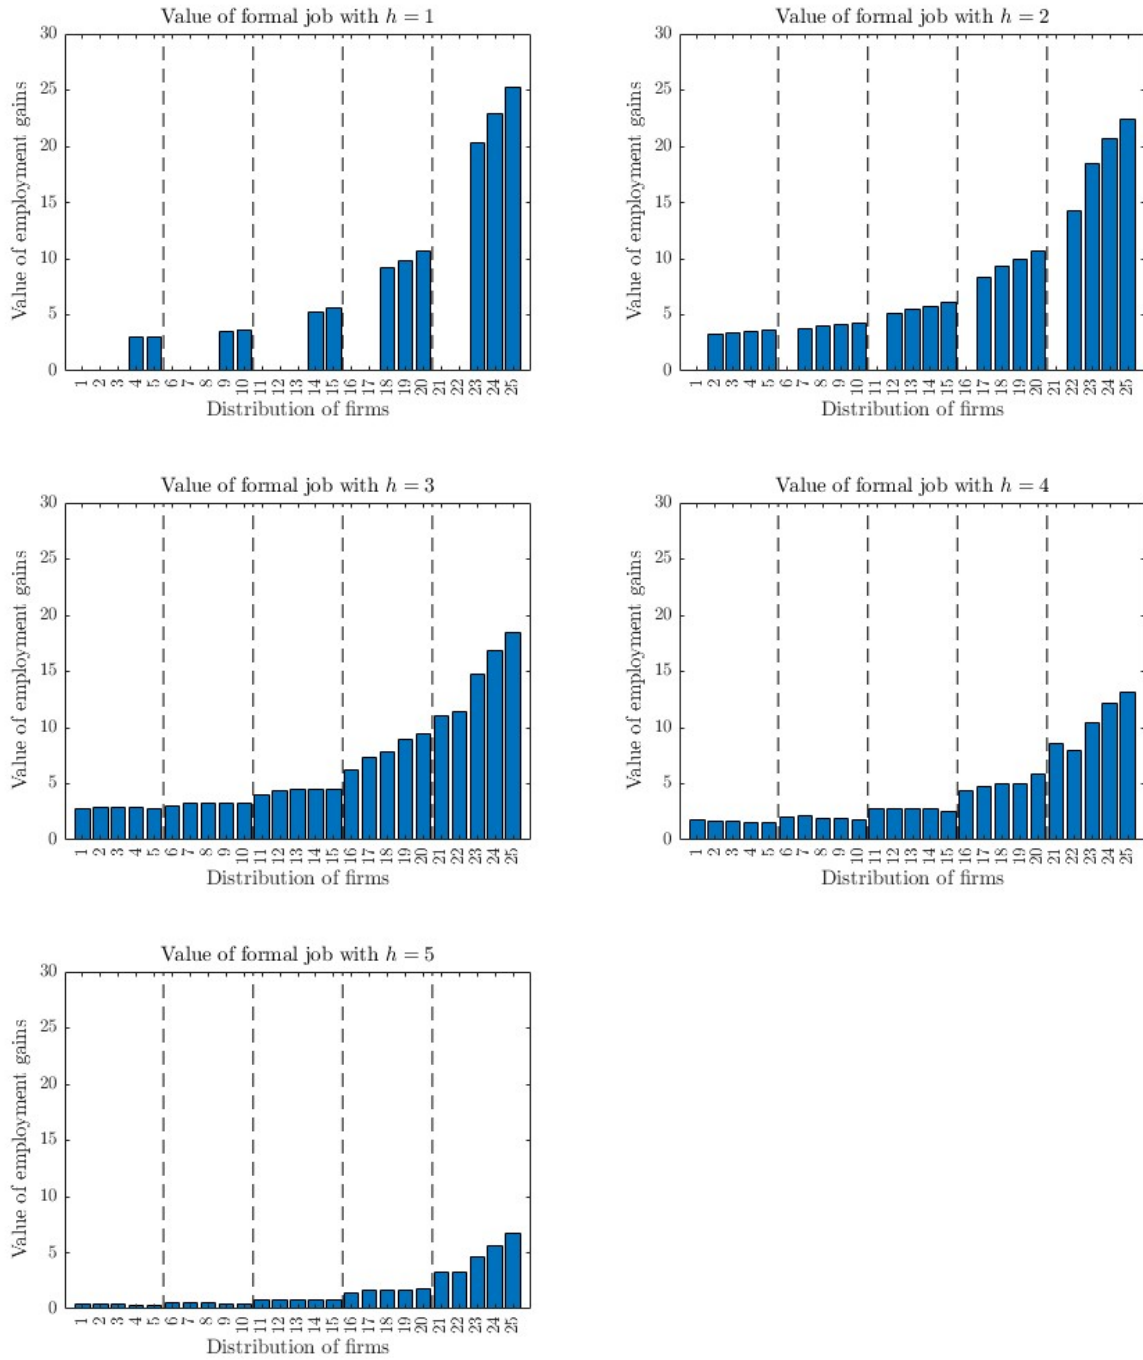 Value of formal job with h = 1
30
25
20
15
10
5
0
Value of employment gains
1 2 3 4 5 6 7 8 9 10 11 12 13 14 15 16 17 18 19 20 21 22 23 24 25
Distribution of firms
Value of formal job with h = 2
30
25
20
15
10
5
0
Value of employment gains
1 2 3 4 5 6 7 8 9 10 11 12 13 14 15 16 17 18 19 20 21 22 23 24 25
Distribution of firms
Value of formal job with h = 3
30
25
20
15
10
5
0
Value of employment gains
1 2 3 4 5 6 7 8 9 10 11 12 13 14 15 16 17 18 19 20 21 22 23 24 25
Distribution of firms
Value of formal job with h = 4
30
25
20
15
10
5
0
Value of employment gains
1 2 3 4 5 6 7 8 9 10 11 12 13 14 15 16 17 18 19 20 21 22 23 24 25
Distribution of firms
Value of formal job with h = 5
30
25
20
15
10
5
0
Value of employment gains
1 2 3 4 5 6 7 8 9 10 11 12 13 14 15 16 17 18 19 20 21 22 23 24 25
Distribution of firms